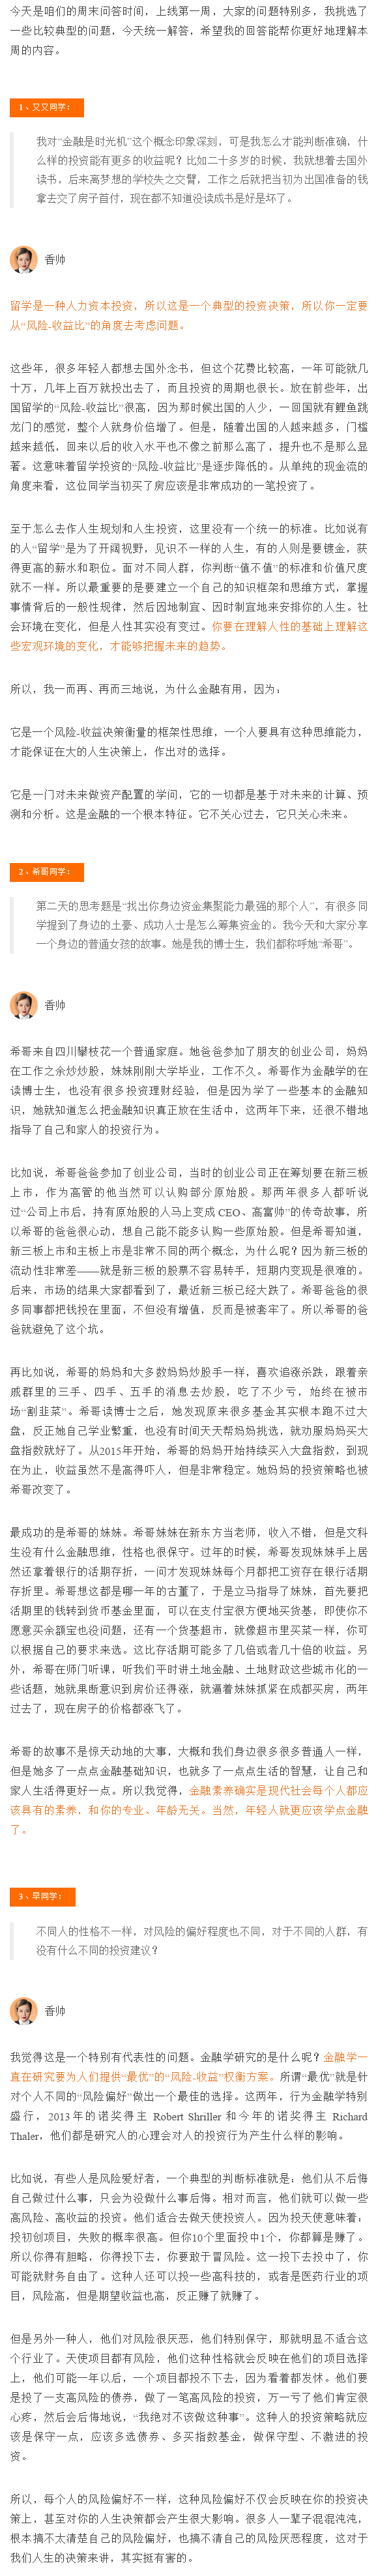 今天是咱们的周末问答时间，上线第一周，大家的问题特别多，我挑选了
一些比较典型的问题，今天统一解答，希望我的回答能帮你更好地理解本
周的内容。
1、又又同学：
我对“金融是时光机”这个概念印象深刻，可是我怎么才能判断准确，什
么样的投资能有更多的收益呢？比如二十多岁的时候，我就想着去国外
读书，后来离梦想的学校失之交臂，工作之后就把当初为出国准备的钱
拿去交了房子首付，现在都不知道没读成书是好是坏了。
香帅
留学是一种人力资本投资，所以这是一个典型的投资决策，所以你一定要
从“风险-收益比”的角度去考虑问题。
这些年，很多年轻人都想去国外念书，但这个花费比较高，一年可能就几
十万，几年上百万就投出去了，而且投资的周期也很长。放在前些年，出
国留学的“风险-收益比”很高，因为那时候出国的人少，一回国就有鲤鱼跳
龙门的感觉，整个人就身价倍增了。但是，随着出国的人越来越多，门槛
越来越低，回来以后的收入水平也不像之前那么高了，提升也不是那么显
著。这意味着留学投资的“风险-收益比”是逐步降低的。从单纯的现金流的
角度来看，这位同学当初买了房应该是非常成功的一笔投资了。
至于怎么去作人生规划和人生投资，这里没有一个统一的标准。比如说有
的人“留学”是为了开阔视野，见识不一样的人生，有的人则是要镀金，获
得更高的薪水和职位。面对不同人群，你判断“值不值”的标准和价值尺度
就不一样。所以最重要的是要建立一个自己的知识框架和思维方式，掌握
事情背后的一般性规律，然后因地制宜、因时制宜地来安排你的人生。社
会环境在变化，但是人性其实没有变过。你要在理解人性的基础上理解这
些宏观环境的变化，才能够把握未来的趋势。
所以，我一而再、再而三地说，为什么金融有用，因为：
它是一个风险-收益决策衡量的框架性思维，一个人要具有这种思维能力，
才能保证在大的人生决策上，作出对的选择。
它是一门对未来做资产配置的学问，它的一切都是基于对未来的计算、预
测和分析。这是金融的一个根本特征。它不关心过去，它只关心未来。
2、希哥同学：
第二天的思考题是“找出你身边资金集聚能力最强的那个人”，有很多同
学提到了身边的土豪、成功人士是怎么筹集资金的。我今天和大家分享
一个身边的普通女孩的故事。她是我的博士生，我们都称呼她“希哥”。
香帅
希哥来自四川攀枝花一个普通家庭。她爸爸参加了朋友的创业公司，妈妈
在工作之余炒炒股，妹妹刚刚大学毕业，工作不久。希哥作为金融学的在
读博士生，也没有很多投资理财经验，但是因为学了一些基本的金融知
识，她就知道怎么把金融知识真正放在生活中，这两年下来，还很不错地
指导了自己和家人的投资行为。
比如说，希哥爸爸参加了创业公司，当时的创业公司正在筹划要在新三板
上市，作为高管的他当然可以认购部分原始股。那两年很多人都听说
过“公司上市后，持有原始股的人马上变成 CEO、高富帅”的传奇故事，所
以希哥的爸爸很心动，想自己能不能多认购一些原始股。但是希哥知道，
新三板上市和主板上市是非常不同的两个概念，为什么呢？因为新三板的
流动性非常差——就是新三板的股票不容易转手，短期内变现是很难的。
后来，市场的结果大家都看到了，最近新三板已经大跌了。希哥爸爸的很
多同事都把钱投在里面，不但没有增值，反而是被套牢了。所以希哥的爸
爸就避免了这个坑。
再比如说，希哥的妈妈和大多数妈妈炒股手一样，喜欢追涨杀跌，跟着亲
戚群里的三手、四手、五手的消息去炒股，吃了不少亏，始终在被市
场“割韭菜”。希哥读博士之后，她发现原来很多基金其实根本跑不过大
盘，反正她自己学业繁重，也没有时间天天帮妈妈挑选，就劝服妈妈买大
盘指数就好了。从2015年开始，希哥的妈妈开始持续买入大盘指数，到现
在为止，收益虽然不是高得吓人，但是非常稳定。她妈妈的投资策略也被
希哥改变了。
最成功的是希哥的妹妹。希哥妹妹在新东方当老师，收入不错，但是文科
生没有什么金融思维，性格也很保守。过年的时候，希哥发现妹妹手上居
然还拿着银行的活期存折，一问才发现妹妹每个月都把工资存在银行活期
存折里。希哥想这都是哪一年的古董了，于是立马指导了妹妹，首先要把
活期里的钱转到货币基金里面，可以在支付宝很方便地买货基，即使你不
愿意买余额宝也没问题，还有一个货基超市，就像超市里买菜一样，你可
以根据自己的要求来选。这比存活期可能多了几倍或者几十倍的收益。另
外，希哥在师门听课，听我们平时讲土地金融、土地财政这些城市化的一
些话题，她就果断意识到房价还得涨，就逼着妹妹抓紧在成都买房，两年
过去了，现在房子的价格都涨飞了。
希哥的故事不是惊天动地的大事，大概和我们身边很多很多普通人一样，
但是她多了一点点金融基础知识，也就多了一点点生活的智慧，让自己和
家人生活得更好一点。所以我觉得，金融素养确实是现代社会每个人都应
该具有的素养，和你的专业、年龄无关。当然，年轻人就更应该学点金融
了。
3、早同学：
不同人的性格不一样，对风险的偏好程度也不同，对于不同的人群，有
没有什么不同的投资建议？
香帅
我觉得这是一个特别有代表性的问题。金融学研究的是什么呢？金融学一
直在研究要为人们提供“最优”的“风险-收益”权衡方案。所谓“最优”就是针
对个人不同的“风险偏好”做出一个最佳的选择。这两年，行为金融学特别
盛行，2013年的诺奖得主 Robert Shriller 和今年的诺奖得主 Richard
Thaler，他们都是研究人的心理会对人的投资行为产生什么样的影响。
比如说，有些人是风险爱好者，一个典型的判断标准就是：他们从不后悔
自己做过什么事，只会为没做什么事后悔。相对而言，他们就可以做一些
高风险、高收益的投资。他们适合去做天使投资人。因为投天使意味着：
投初创项目，失败的概率很高。但你10个里面投中1个，你都算是赚了。
所以你得有胆略，你得投下去，你要敢于冒风险。这一投下去投中了，你
可能就财务自由了。这种人还可以投一些高科技的，或者是医药行业的项
目，风险高，但是期望收益也高，反正赚了就赚了。
但是另外一种人，他们对风险很厌恶，他们特别保守，那就明显不适合这
个行业了。天使项目都有风险，他们这种性格就会反映在他们的项目选择
上，他们可能一年以后，一个项目都投不下去，因为看着都发怵。他们要
是投了一支高风险的债券，做了一笔高风险的投资，万一亏了他们肯定很
心疼，然后会后悔地说，“我绝对不该做这种事”。这种人的投资策略就应
该是保守一点，应该多选债券、多买指数基金，做保守型、不激进的投
资。
所以，每个人的风险偏好不一样，这种风险偏好不仅会反映在你的投资决
策上，甚至对你的人生决策都会产生很大影响。很多人一辈子混混沌沌，
根本搞不太清楚自己的风险偏好，也搞不清自己的风险厌恶程度，这对于
我们人生的决策来讲，其实挺有害的。